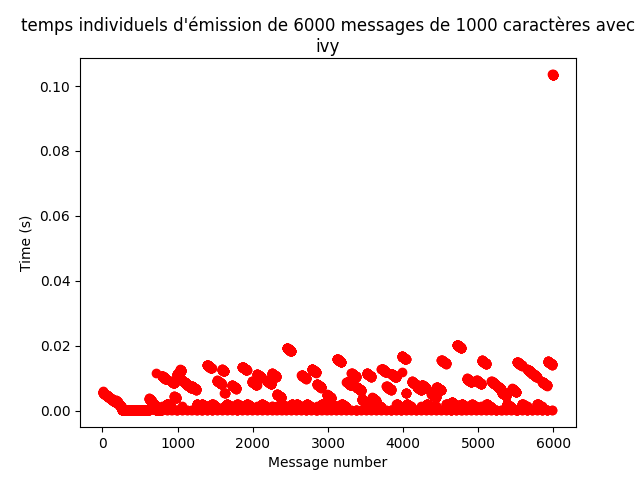 temps individuels d'émission de 6000 messages de 1000 caractères avec
ivy
0.10
0.08
0.06
0.04
0.02
0.00
Time (s)
0 1000 2000 3000 4000 5000 6000
Message number